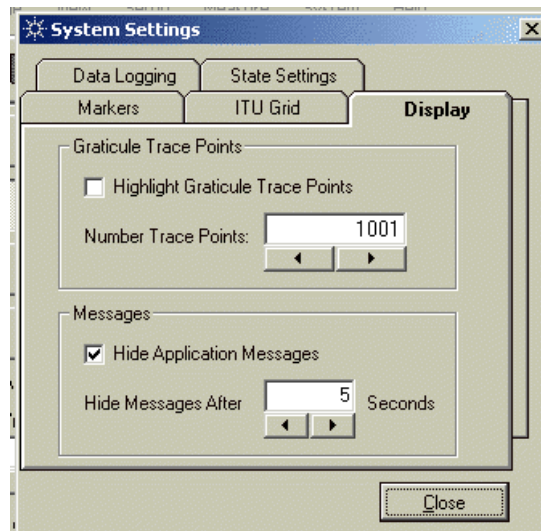 System Settings
Data Logging State Settings
Markers ITU Grid Display
Graticule Trace Points
Highlight Graticule Trace Points
Number Trace Points: 1001
Messages
Hide Application Messages
Hide Messages After 5 Seconds
Close